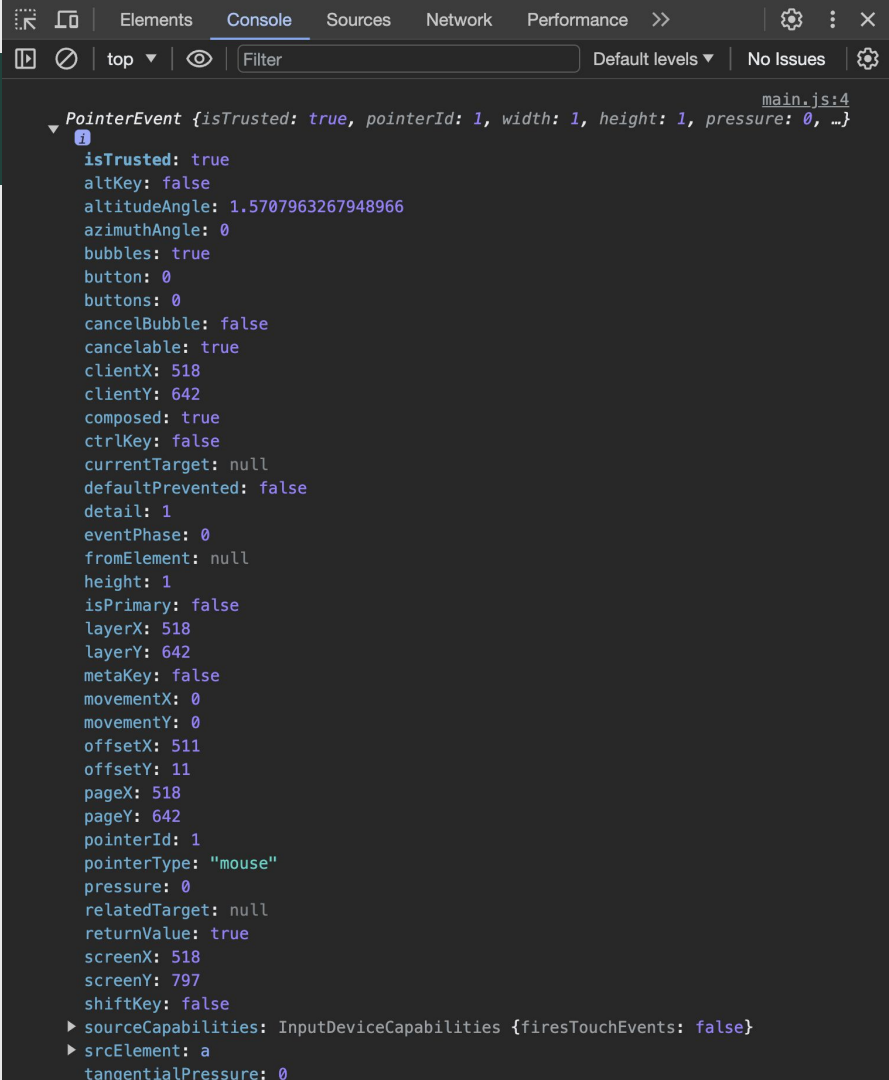 Elements Console Sources Network Performance
top Filter Default levels No Issues
main.js:4
PointerEvent {isTrusted: true, pointerId: 1, width: 1, height: 1, pressure: 0, …}
i
isTrusted: true
altKey: false
altitudeAngle: 1.5707963267948966
azimuthAngle: 0
bubbles: true
button: 0
buttons: 0
cancelBubble: false
cancelable: true
clientX: 518
clientY: 642
composed: true
ctrlKey: false
currentTarget: null
defaultPrevented: false
detail: 1
eventPhase: 0
fromElement: null
height: 1
isPrimary: false
layerX: 518
layerY: 642
metaKey: false
movementX: 0
movementY: 0
offsetX: 511
offsetY: 11
pageX: 518
pageY: 642
pointerId: 1
pointerType: "mouse"
pressure: 0
relatedTarget: null
returnValue: true
screenX: 518
screenY: 797
shiftKey: false
sourceCapabilities: InputDeviceCapabilities {firesTouchEvents: false}
srcElement: a
tangentialPressure: 0